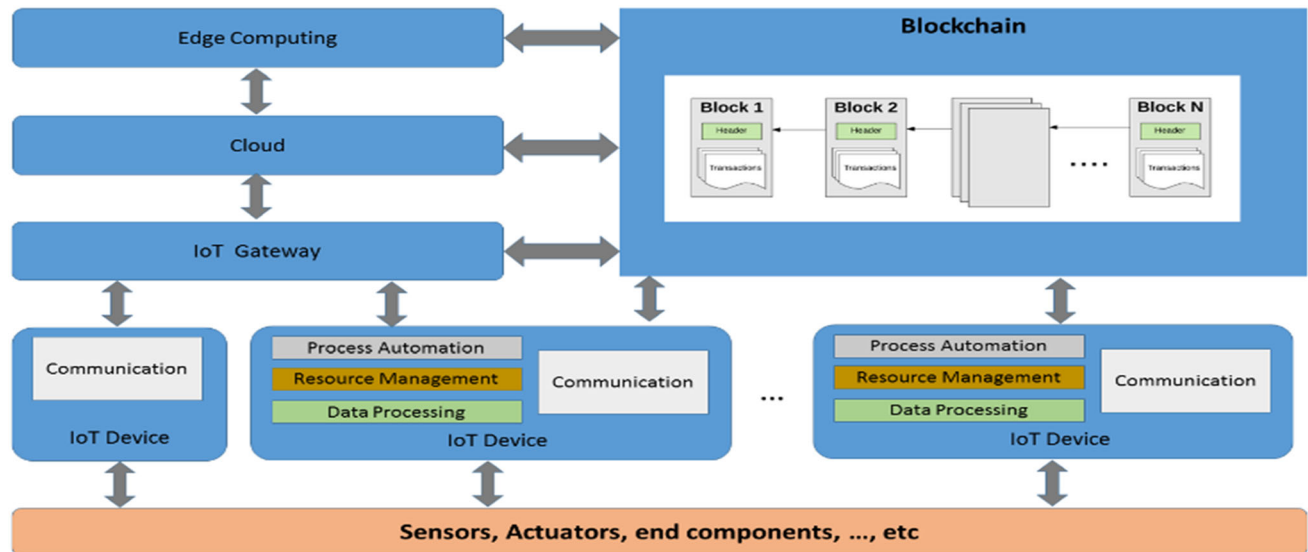 Edge Computing
Blockchain
Block 1
Block 2
Block N
Header
Header
Header
Transactions
Transactions
....
Transactions
Cloud
IoT Gateway
Communication
IoT Device
Process Automation
Resource Management
Data Processing
Communication
IoT Device
...
Process Automation
Resource Management
Data Processing
Communication
IoT Device
Sensors, Actuators, end components, ..., etc